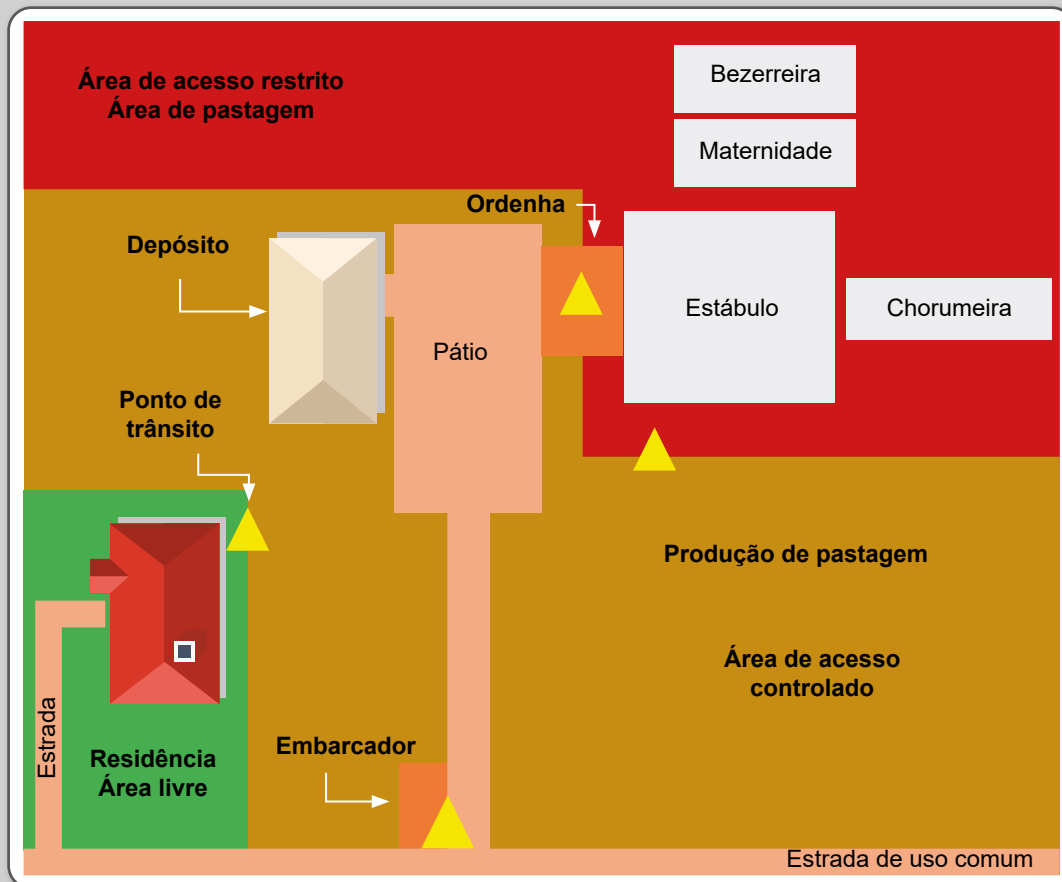 Área de acesso restrito
Área de pastagem
Bezerreira
Maternidade
Ordenha
Depósito
Estábulo
Chorumeira
Pátio
Ponto de
trânsito
Produção de pastagem
Área de acesso
controlado
Estrada
Embarcador
Residência
Área livre
Estrada de uso comum